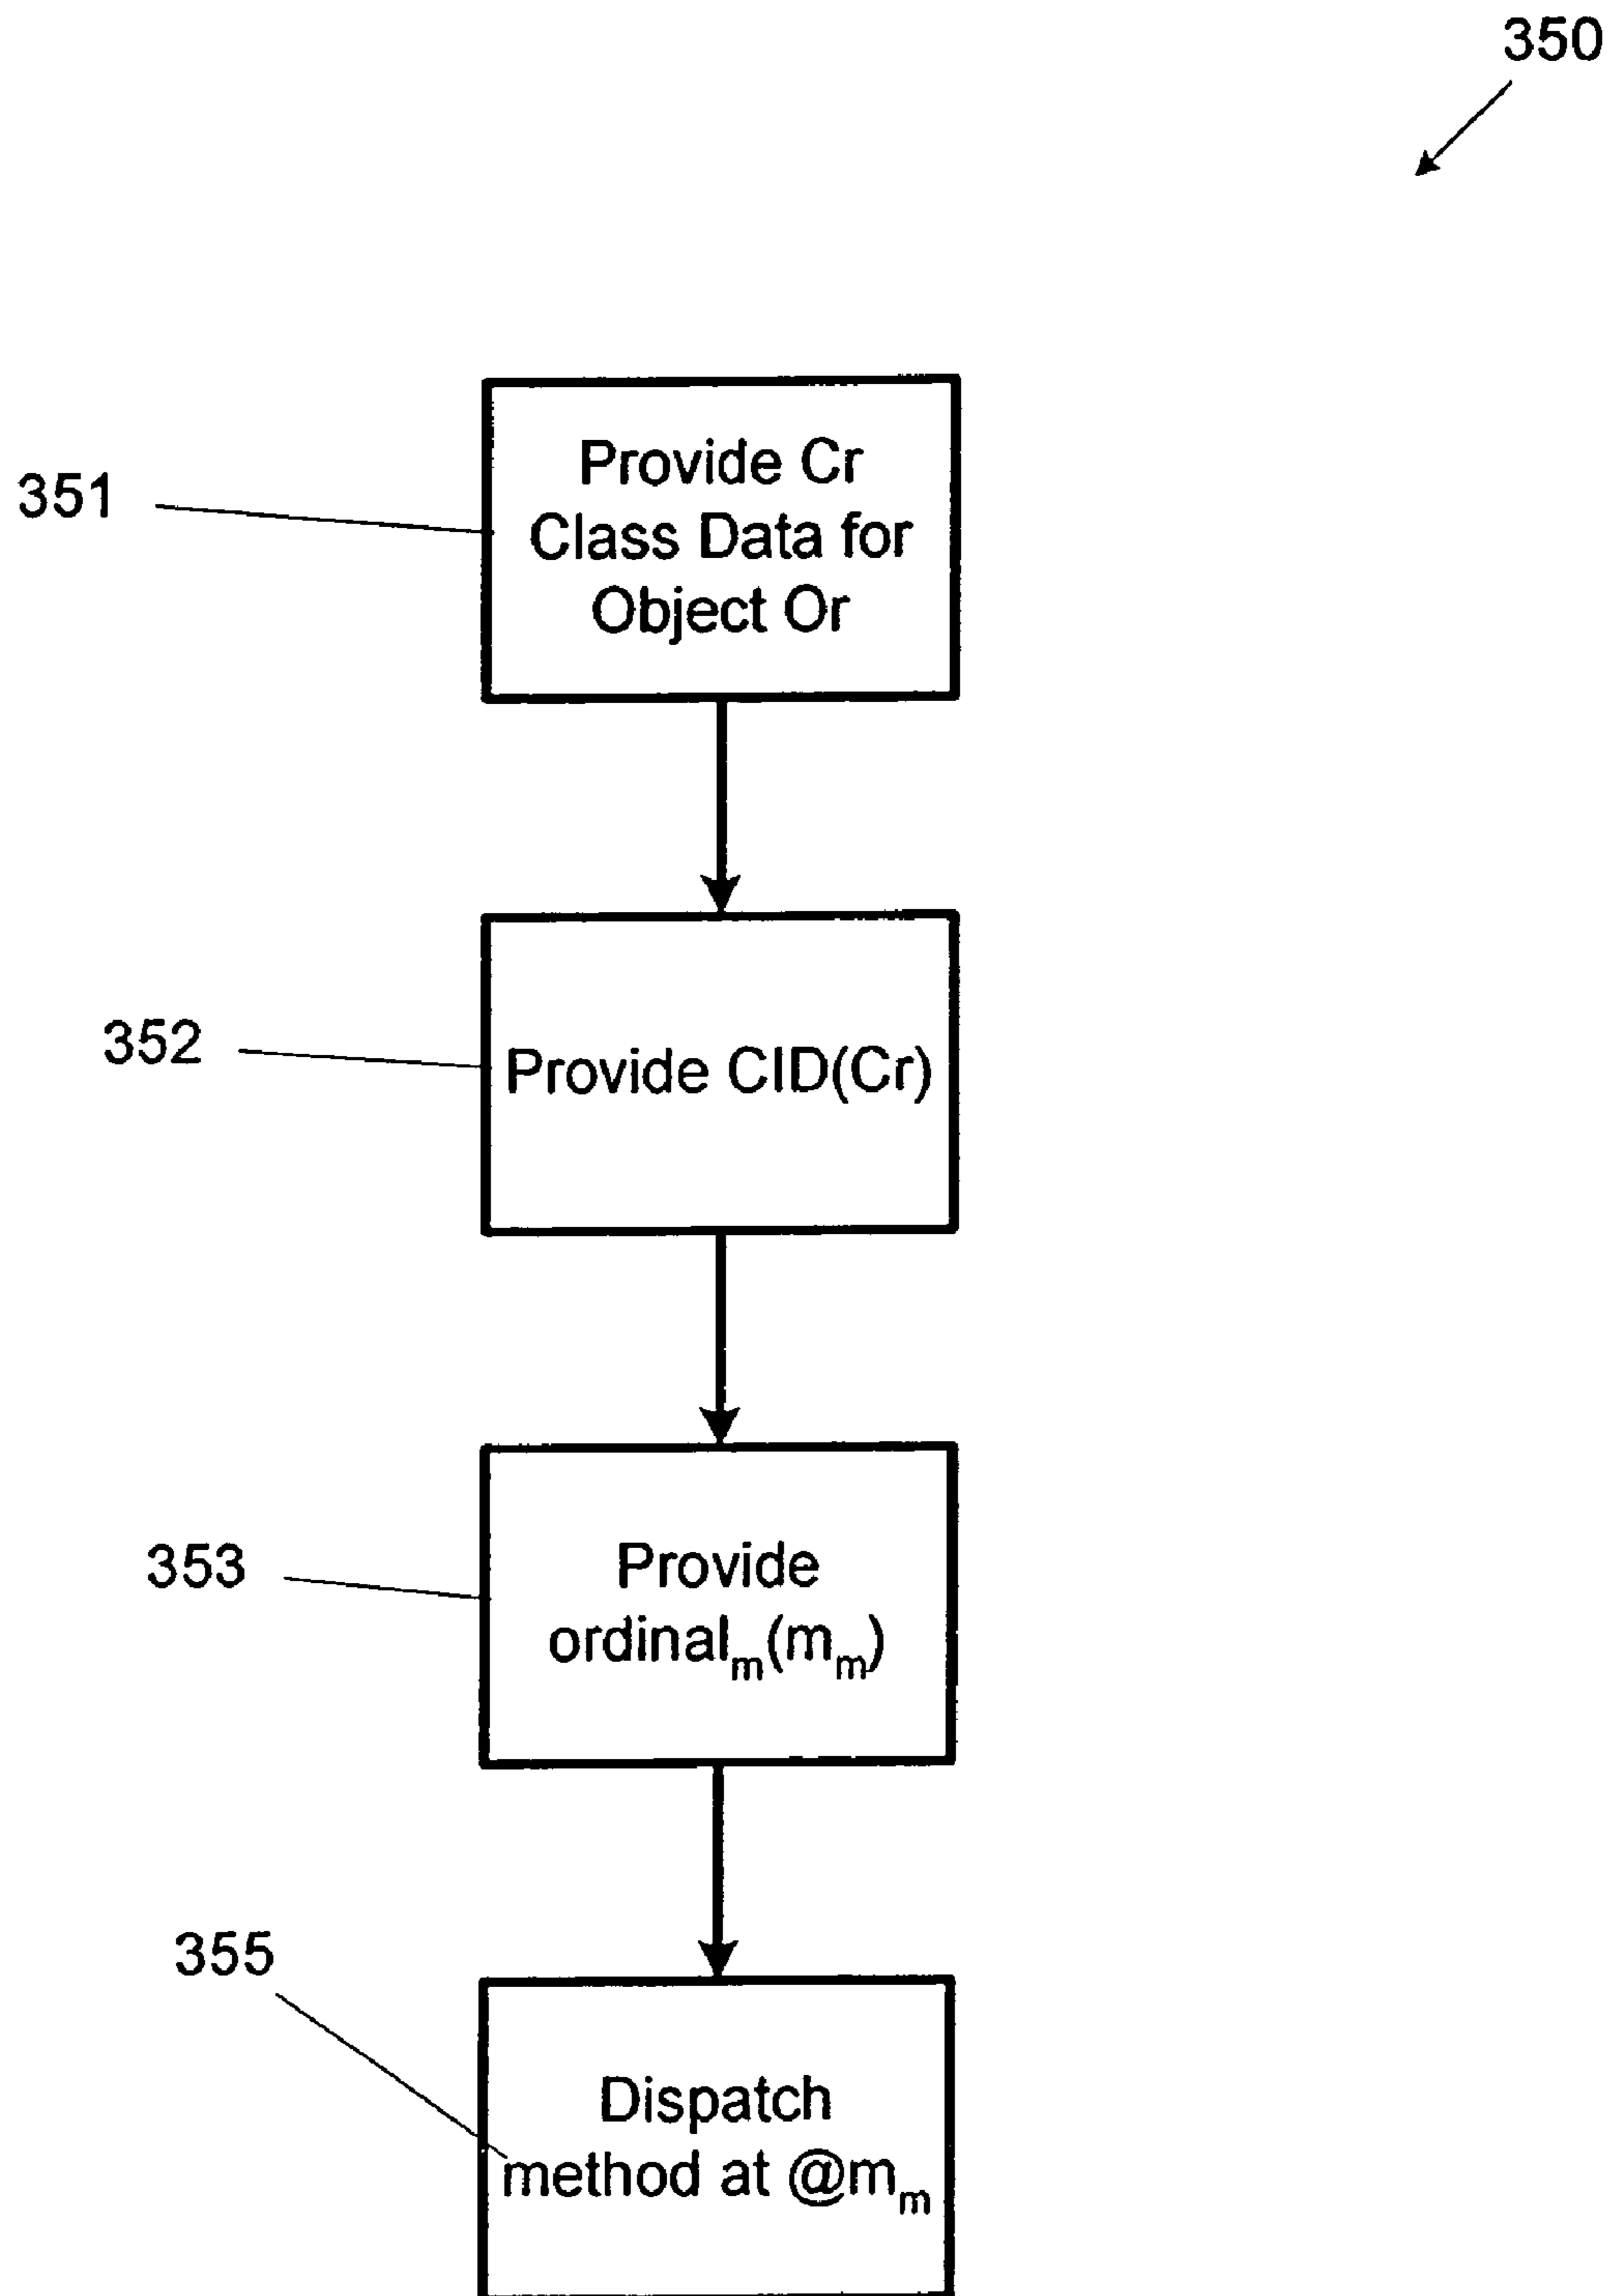 350
351
Provide Cr
Class Data for
Object Or
352
Provide CID(Cr)
353
Provide
ordinalₘ(mₘ)
355
Dispatch
method at @mₘ